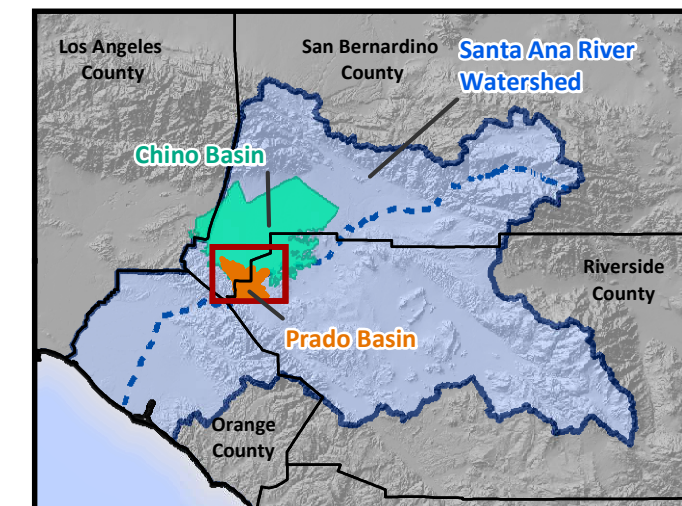 Los Angeles
County
San Bernardino
County
Santa Ana River
Watershed
Chino Basin
Riverside
County
Prado Basin
Orange
County